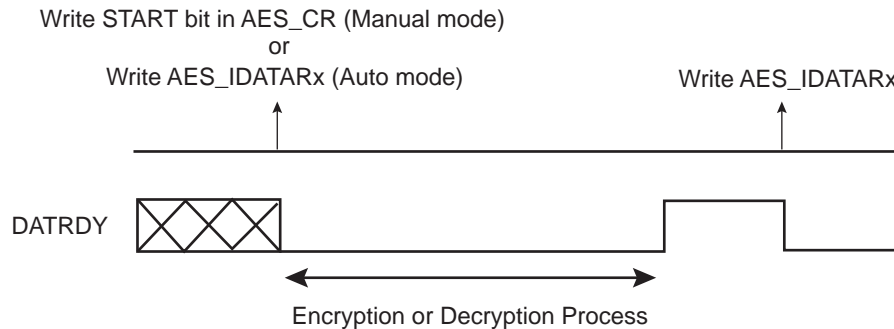 Write START bit in AES_CR (Manual mode)
or
Write AES_IDATARx (Auto mode)
Write AES_IDATARx
DATRDY
Encryption or Decryption Process